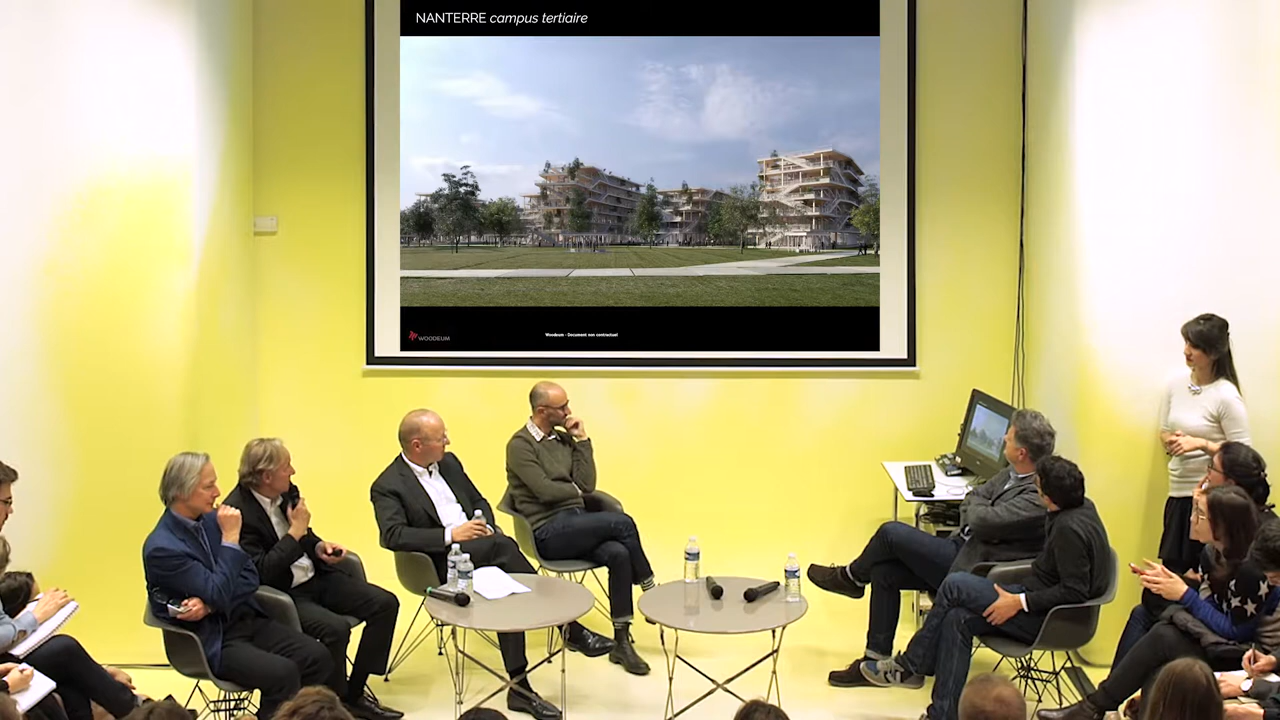 NANTERRE campus tertiaire
WOODEUM
Woodeum - Document non contractuel